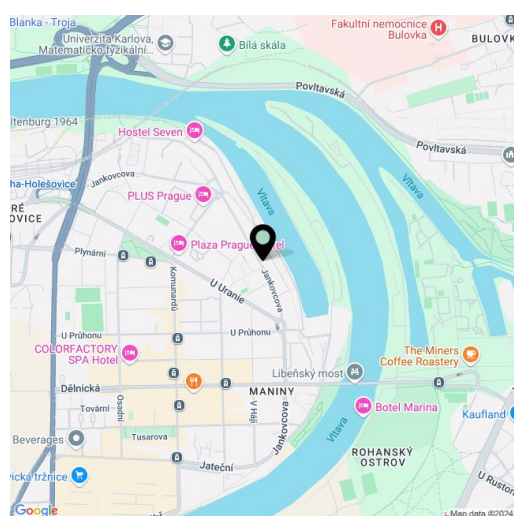 Blanka - Troja
Univerzita Karlova,
Matematicko-fyzikální...
Bílá skála
Fakultní nemocnice
Bulovka
BULOVK
Povltavská
Povltavská
ltenburg 1964
Hostel Seven
Jankovcova
ha-Holešovice
PLUS Prague
RÉ
OVICE
Vltava
Vltava
Plynární
Plaza Prague Hotel
Komunardů
U Uranie
Jankovcova
U Průhonu
U Průhonu
COLORFACTORY
SPA Hotel
The Miners
Coffee Roastery
Libeňský most
Dělnická
MANINY
Osadní
V Háji
Tovární
Jankovcova
Botel Marina
Kaufland
Tusarova
Vltava
Beverages
Jateční
ROHANSKÝ
OSTROV
vická tržnice
U Ruston
Google
Map data ©2024